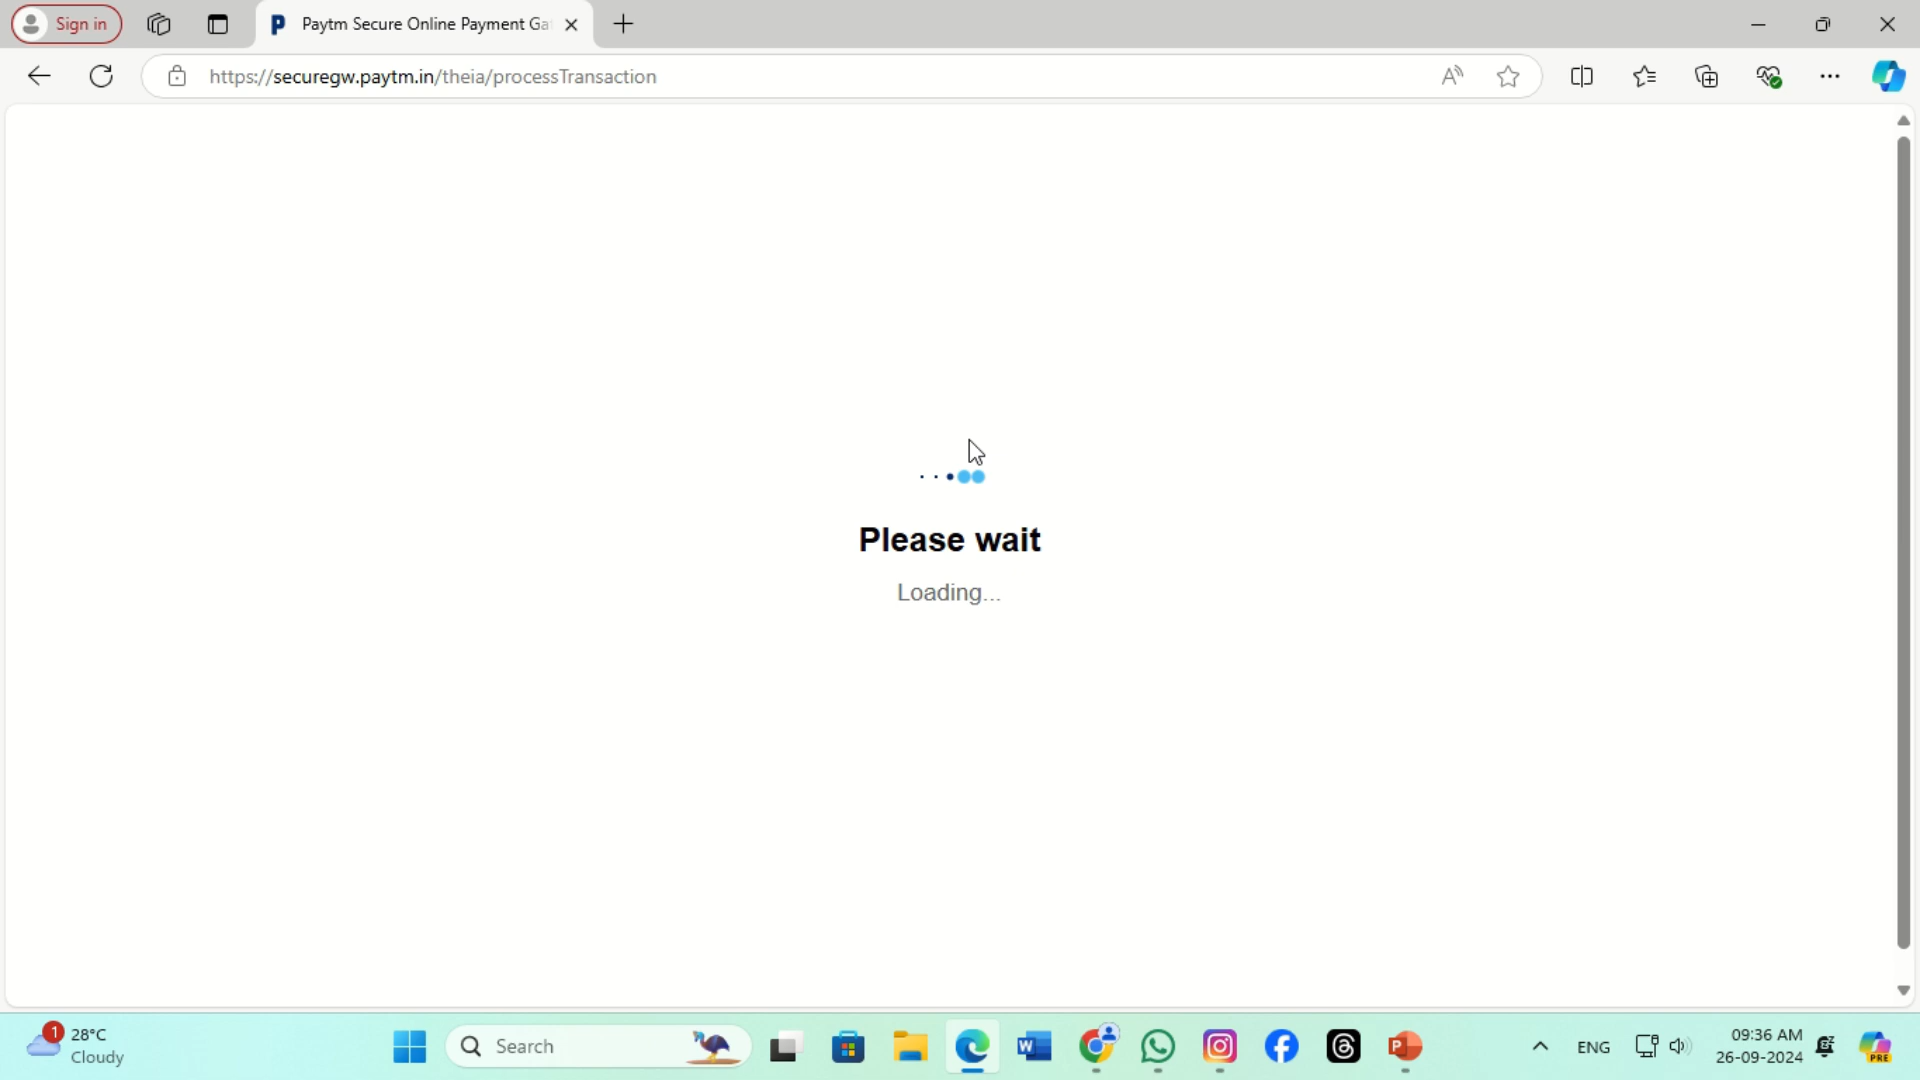 Sign in
Paytm Secure Online Payment Ga
https://securegw.paytm.in/theia/processTransaction
Please wait
Loading...
1
28°C
Cloudy
Search
ENG
09:36 AM
26-09-2024
PRE